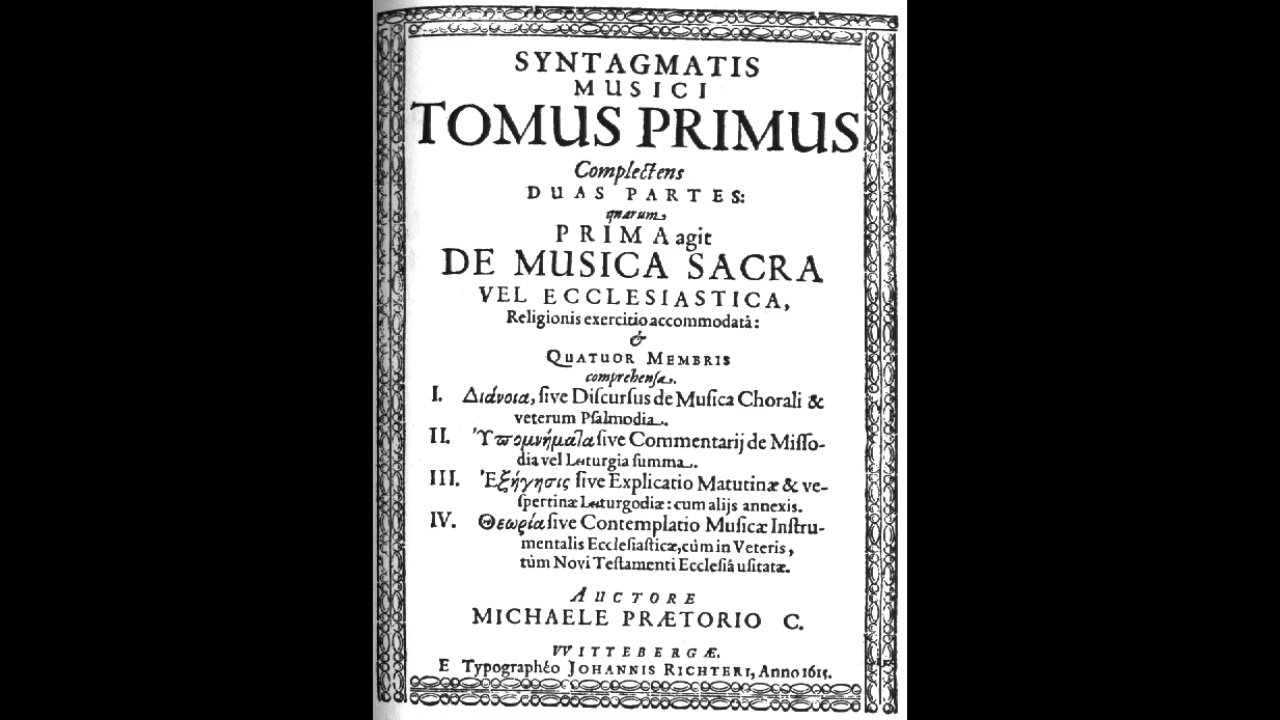 SYNTAGMATIS
MUSICI
TOMUS PRIMUS
Complectens
DUAS PARTES:
quarum
PRIMA agit
DE MUSICA SACRA
VEL ECCLESIASTICA,
Religionis exercitio accommodatâ:
&
QUATUOR MEMBRIS
comprehensa.
I. Διάνοια, ſive Diſcurſus de Muſica Chorali &
veterum Pſalmodia.
II. Ὑπομνήματα ſive Commentarij de Miſſo-
dia vel Leturgia ſumma.
III. Ἐξήγησις ſive Explicatio Matutinæ & ve-
ſpertinæ Leturgodiæ: cum alijs annexis.
IV. Θεωρία ſive Contemplatio Muſicæ Inſtru-
mentalis Eccleſiaſticæ, cùm in Veteris,
tùm Novi Teſtamenti Eccleſiâ uſitatæ.
AUCTORE
MICHAELE PRÆTORIO C.
VVITTEBERGÆ.
E Typographéo JOHANNIS RICHTERI, Anno 1615.